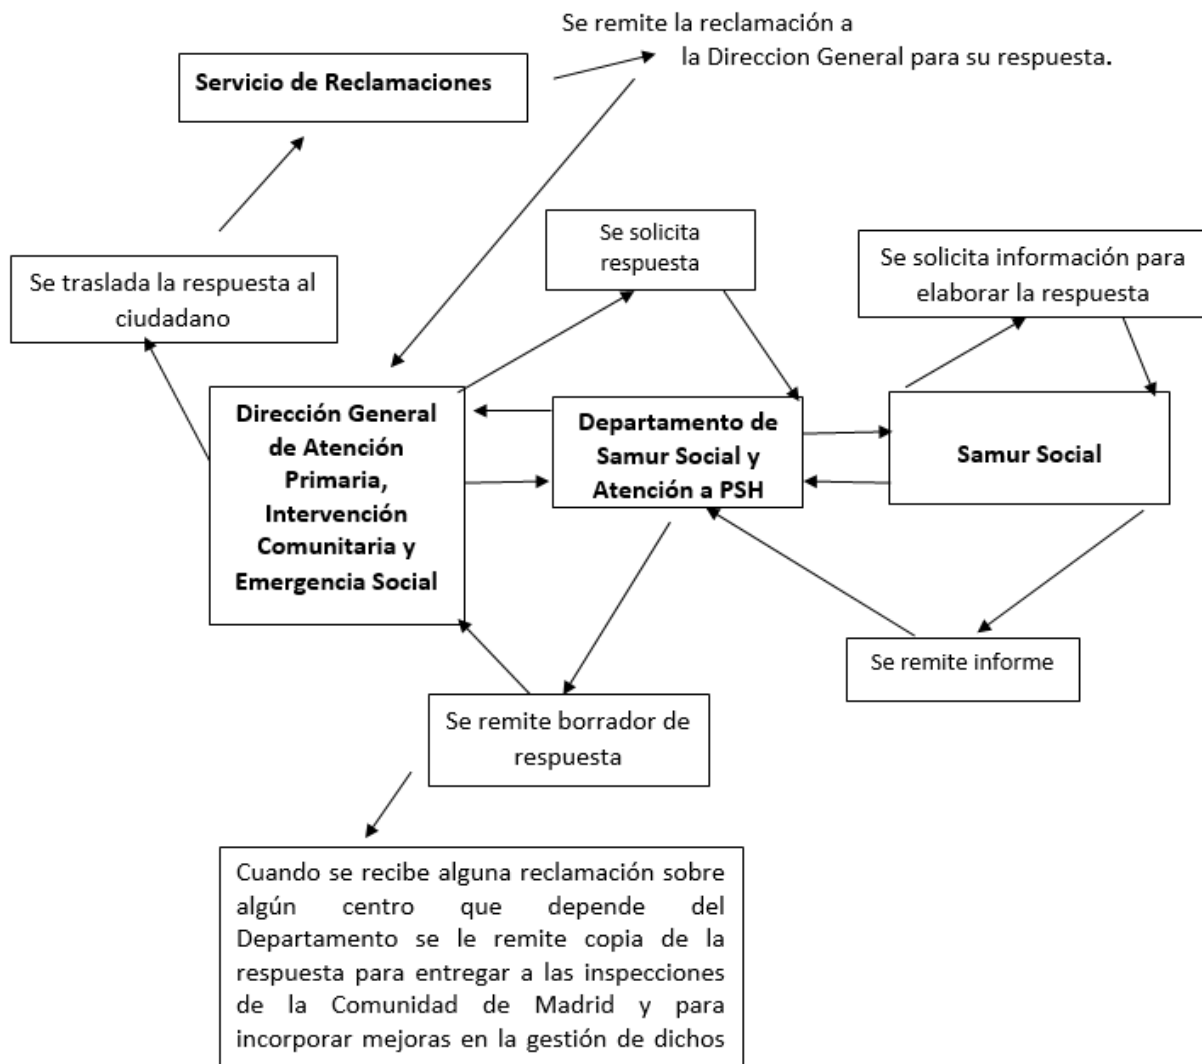 Se remite la reclamación a
la Direccion General para su respuesta.
Servicio de Reclamaciones
Se solicita
respuesta
Se solicita información para
elaborar la respuesta
Se traslada la respuesta al
ciudadano
Dirección General
de Atención
Primaria,
Intervención
Comunitaria y
Emergencia Social
Departamento de
Samur Social y
Atención a PSH
Samur Social
Se remite informe
Se remite borrador de
respuesta
Cuando se recibe alguna reclamación sobre
algún centro que depende del
Departamento se le remite copia de la
respuesta para entregar a las inspecciones
de la Comunidad de Madrid y para
incorporar mejoras en la gestión de dichos